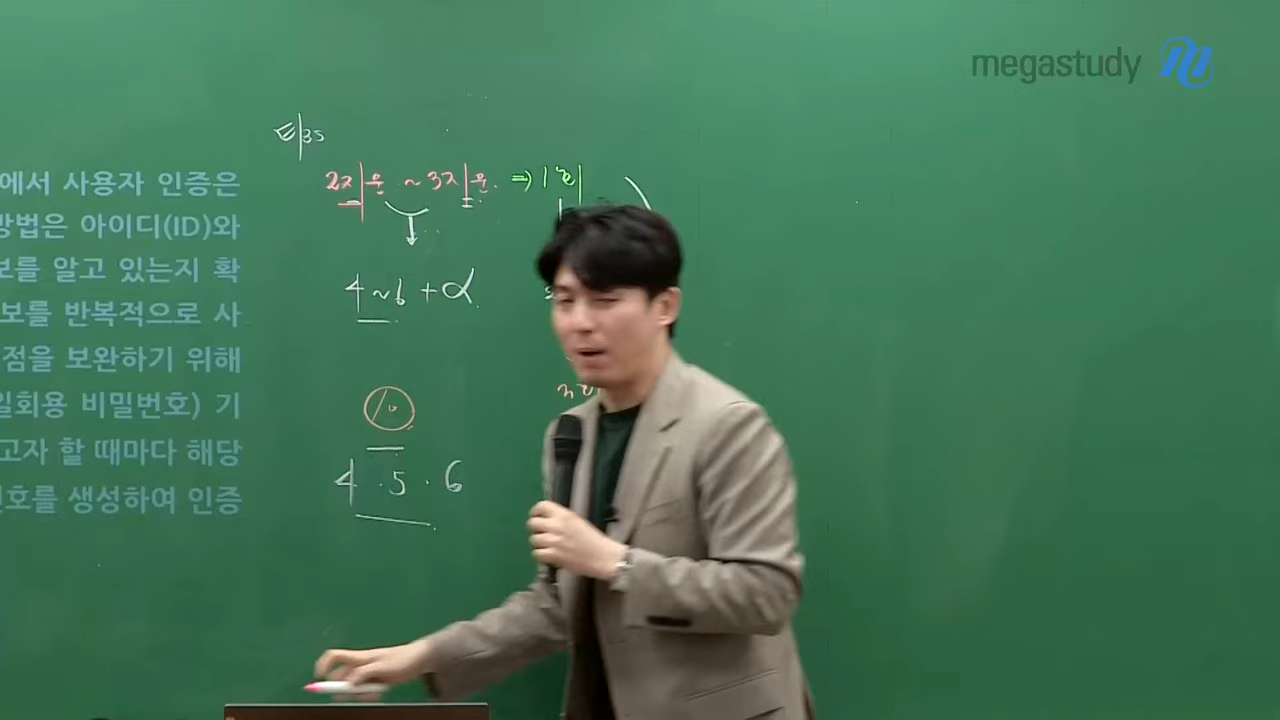 megastudy
E/35
에서 사용자 인증은
방법은 아이디(ID)와
보를 알고 있는지 확
보를 반복적으로 사
점을 보완하기 위해
일회용 비밀번호) 기
고자 할 때마다 해당
번호를 생성하여 인증
2지문 ~ 3지문. ⇒ 1회
4~6 + α.
10
4 · 5 · 6